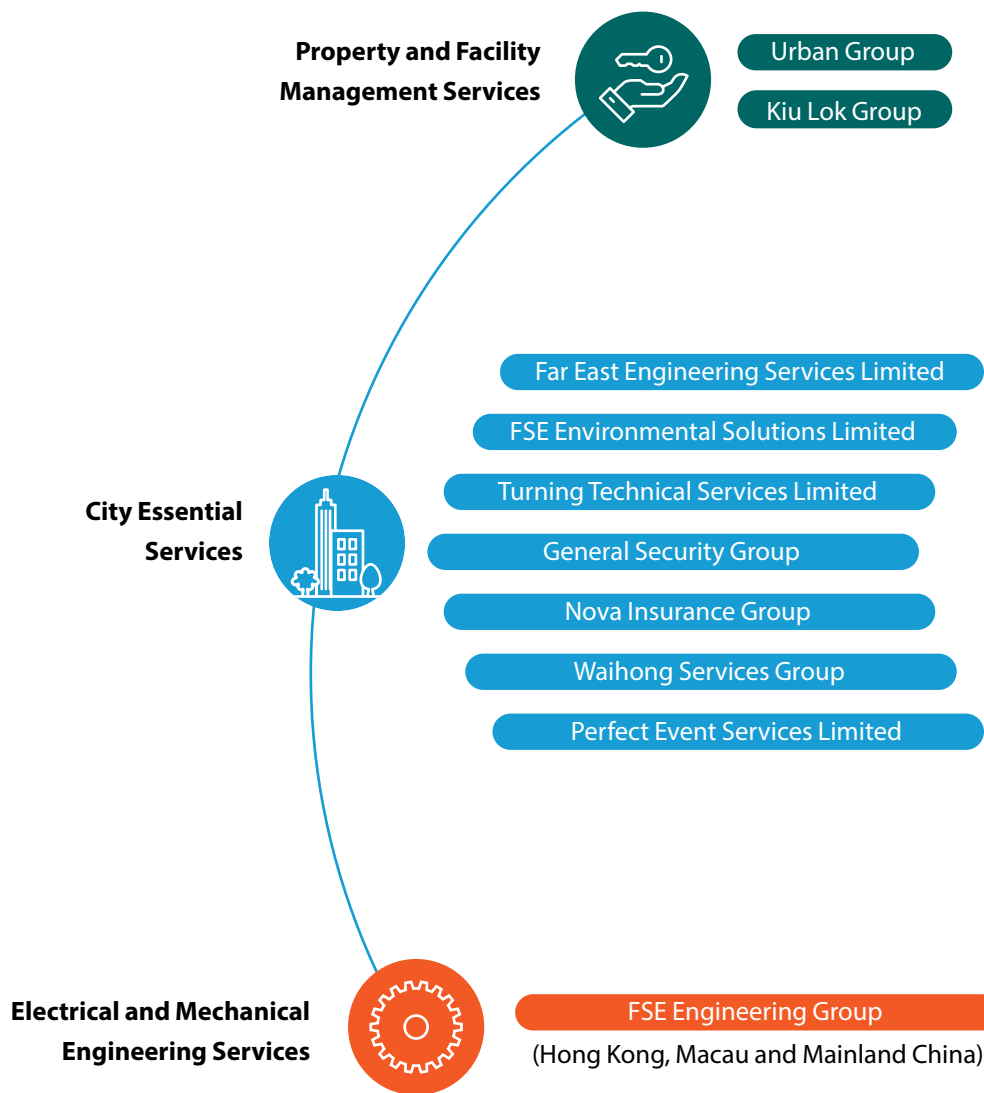 Property and Facility
Management Services
Urban Group
Kiu Lok Group
City Essential
Services
Far East Engineering Services Limited
FSE Environmental Solutions Limited
Turning Technical Services Limited
General Security Group
Nova Insurance Group
Waihong Services Group
Perfect Event Services Limited
Electrical and Mechanical
Engineering Services
FSE Engineering Group
(Hong Kong, Macau and Mainland China)